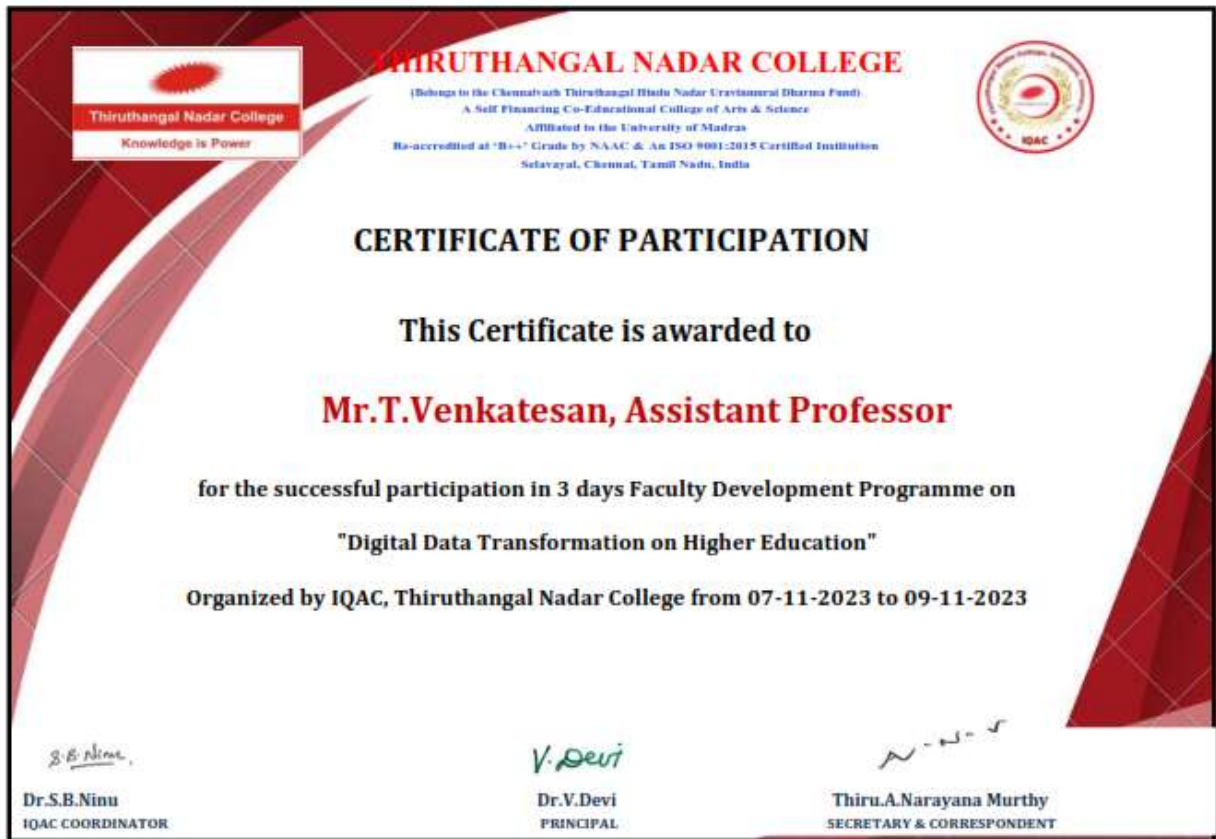 Thiruthangal Nadar College
Knowledge is Power
THIRUTHANGAL NADAR COLLEGE
(Belongs to the Chennaivazh Thiruthangal Hindu Nadar Uravinmurai Dharma Fund)
A Self Financing Co-Educational College of Arts & Science
Affiliated to the University of Madras
Re-accredited at 'B++' Grade by NAAC & An ISO 9001:2015 Certified Institution
Selavayal, Chennai, Tamil Nadu, India
IQAC
CERTIFICATE OF PARTICIPATION
This Certificate is awarded to
Mr.T.Venkatesan, Assistant Professor
for the successful participation in 3 days Faculty Development Programme on
"Digital Data Transformation on Higher Education"
Organized by IQAC, Thiruthangal Nadar College from 07-11-2023 to 09-11-2023
S.B.Ninu.
V.Devi
N-N-S
Dr.S.B.Ninu
IQAC COORDINATOR
Dr.V.Devi
PRINCIPAL
Thiru.A.Narayana Murthy
SECRETARY & CORRESPONDENT